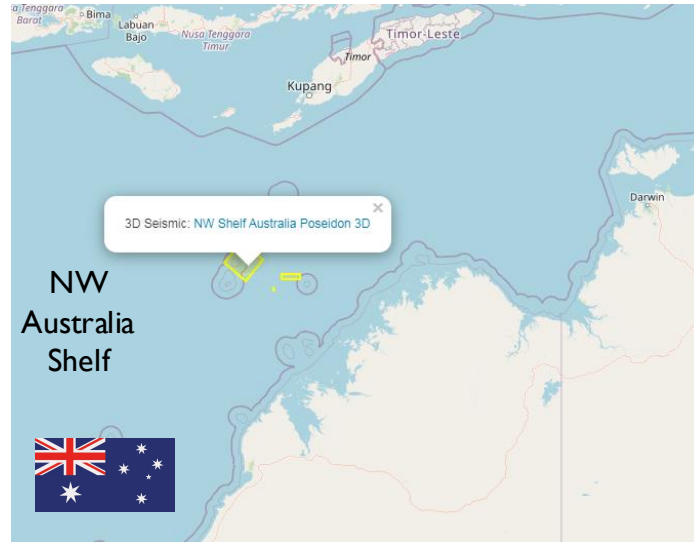 a Tenggara
Barat
Bima
Labuan
Bajo
Nusa Tenggara
Timur
Timor-Leste
Timor
Kupang
Darwin
×
3D Seismic: NW Shelf Australia Poseidon 3D
NW
Australia
Shelf